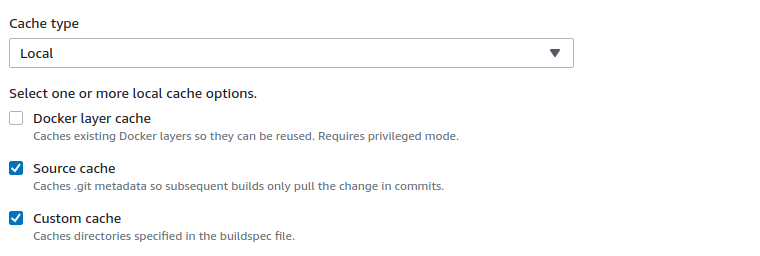 Cache type
Local
Select one or more local cache options.
Docker layer cache
Caches existing Docker layers so they can be reused. Requires privileged mode.
Source cache
Caches .git metadata so subsequent builds only pull the change in commits.
Custom cache
Caches directories specified in the buildspec file.